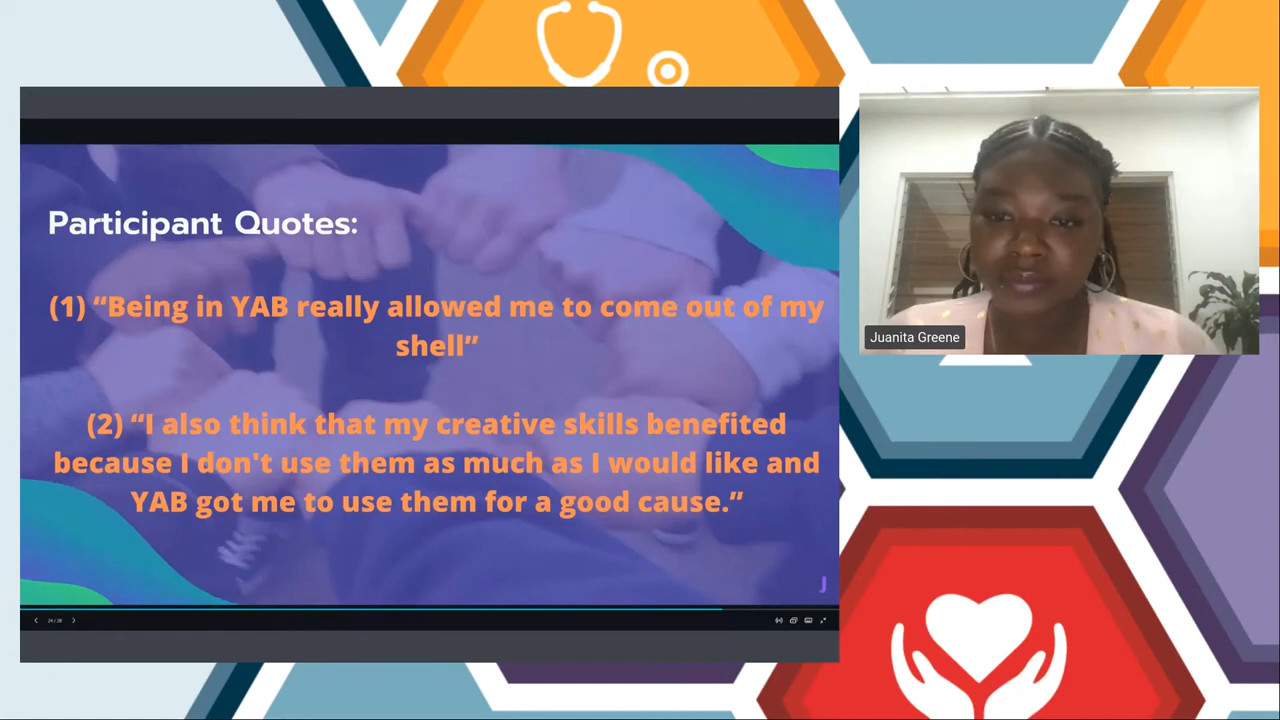 Participant Quotes:
(1) “Being in YAB really allowed me to come out of my
shell”
(2) “I also think that my creative skills benefited
because I don't use them as much as I would like and
YAB got me to use them for a good cause.”
J
24 / 28
Juanita Greene